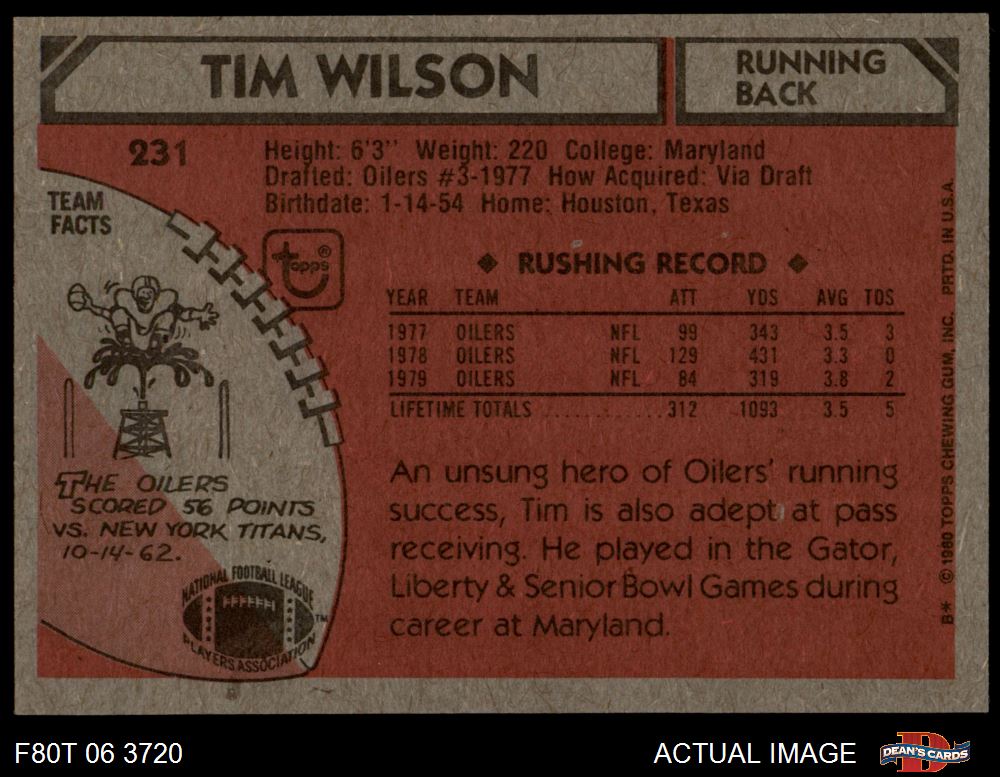 TIM WILSON
RUNNING
BACK
231
Height: 6'3'' Weight: 220 College: Maryland
Drafted: Oilers #3-1977 How Acquired: Via Draft
Birthdate: 1-14-54 Home: Houston, Texas
TEAM
FACTS
topps®
◆ RUSHING RECORD ◆
YEAR TEAM ATT YDS AVG TDS
1977 OILERS NFL 99 343 3.5 3
1978 OILERS NFL 129 431 3.3 0
1979 OILERS NFL 84 319 3.8 2
LIFETIME TOTALS ............ 312 1093 3.5 5
An unsung hero of Oilers' running
success, Tim is also adept at pass
receiving. He played in the Gator,
Liberty & Senior Bowl Games during
career at Maryland.
THE OILERS
SCORED 56 POINTS
VS. NEW YORK TITANS,
10-14-62.
NATIONAL FOOTBALL LEAGUE
PLAYERS ASSOCIATION
TM
B* © 1980 TOPPS CHEWING GUM, INC. PRTD. IN U.S.A.
F80T 06 3720
ACTUAL IMAGE
DEAN'S CARDS